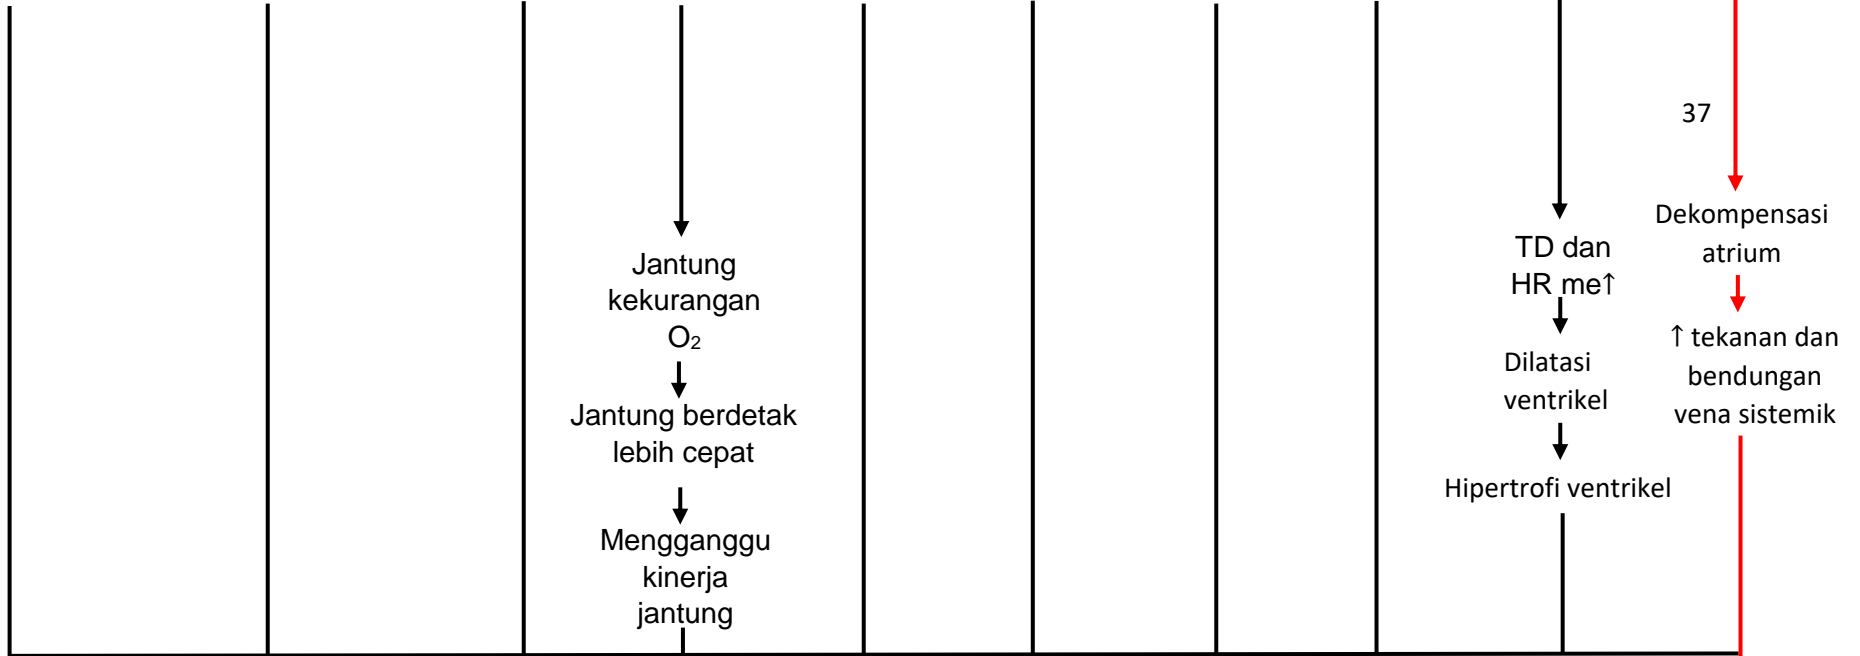 37
Jantung
kekurangan
O₂
Jantung berdetak
lebih cepat
Mengganggu
kinerja
jantung
TD dan
HR me↑
Dilatasi
ventrikel
Hipertrofi ventrikel
Dekompensasi
atrium
↑ tekanan dan
bendungan
vena sistemik